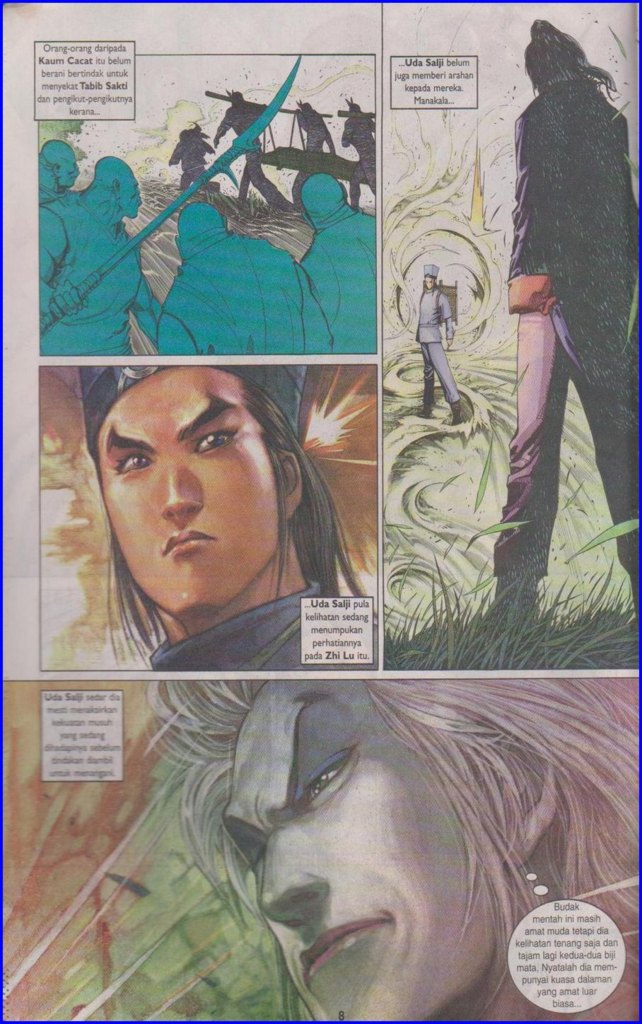 Orang-orang daripada
Kaum Cacat itu belum
berani bertindak untuk
menyekat Tabib Sakti
dan pengikut-pengikutnya
kerana...
...Uda Salji belum
juga memberi arahan
kepada mereka.
Manakala...
...Uda Salji pula
kelihatan sedang
menumpukan
perhatiannya
pada Zhi Lu itu.
Uda Salji sedar dia
mesti menaksirkan
kekuatan musuh
yang sedang
dihadapinya sebelum
tindakan diambil
untuk menangani.
Budak
mentah ini masih
amat muda tetapi dia
kelihatan tenang saja dan
tajam lagi kedua-dua biji
mata. Nyatalah dia mem-
punyai kuasa dalaman
yang amat luar
biasa...
8